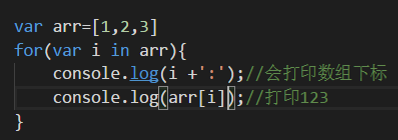 var arr=[1,2,3]
for(var i in arr){
    console.log(i +':');//会打印数组下标
    console.log(arr[i]);//打印123
}